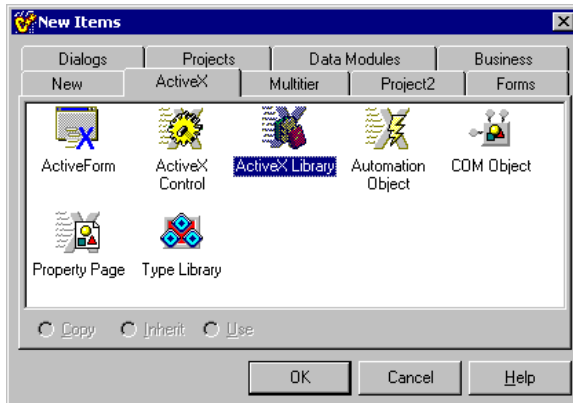 New Items
Dialogs Projects Data Modules Business
New ActiveX Multitier Project2 Forms
ActiveForm ActiveX Control ActiveX Library Automation Object COM Object
Property Page Type Library
Copy Inherit Use
OK Cancel Help